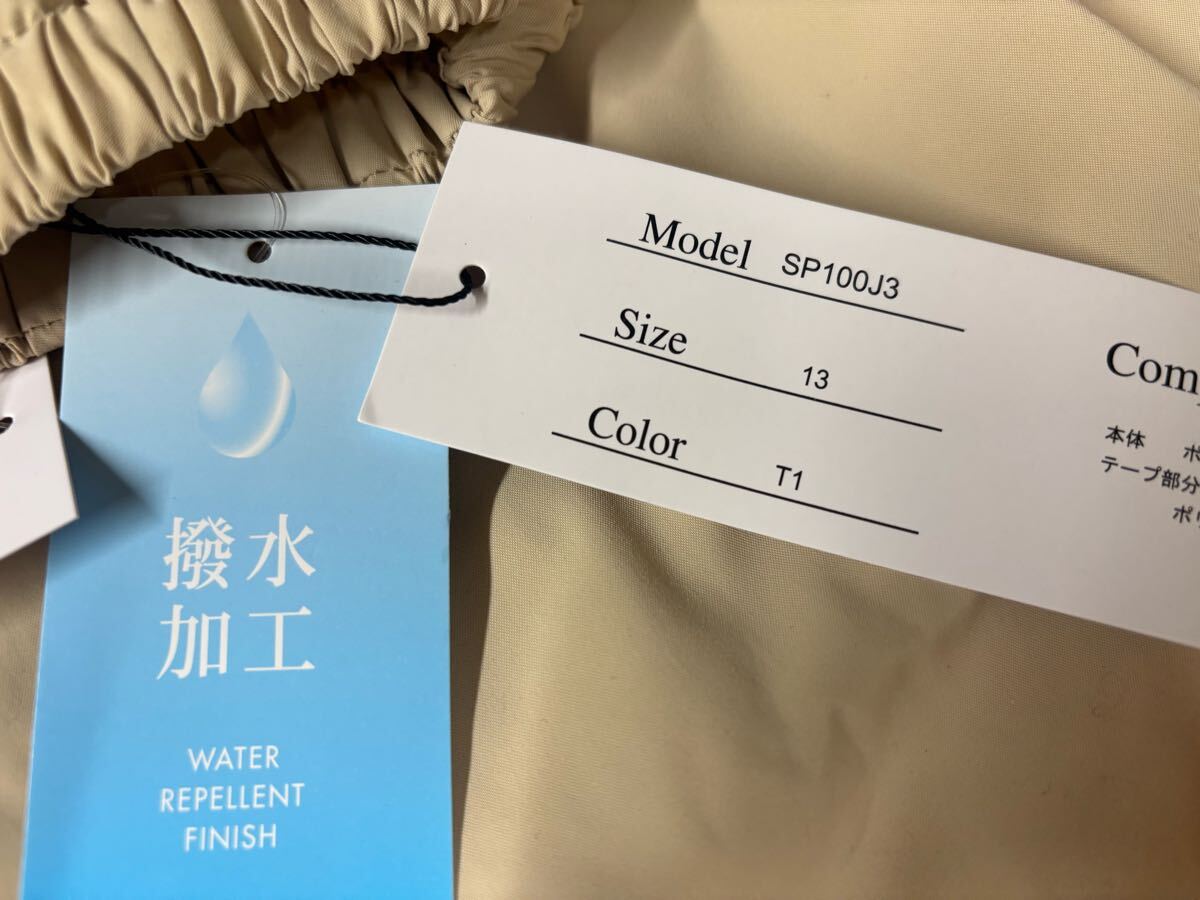 撥水
加工
WATER
REPELLENT
FINISH
Model SP100J3
Size 13
Color T1
本体
テープ部分